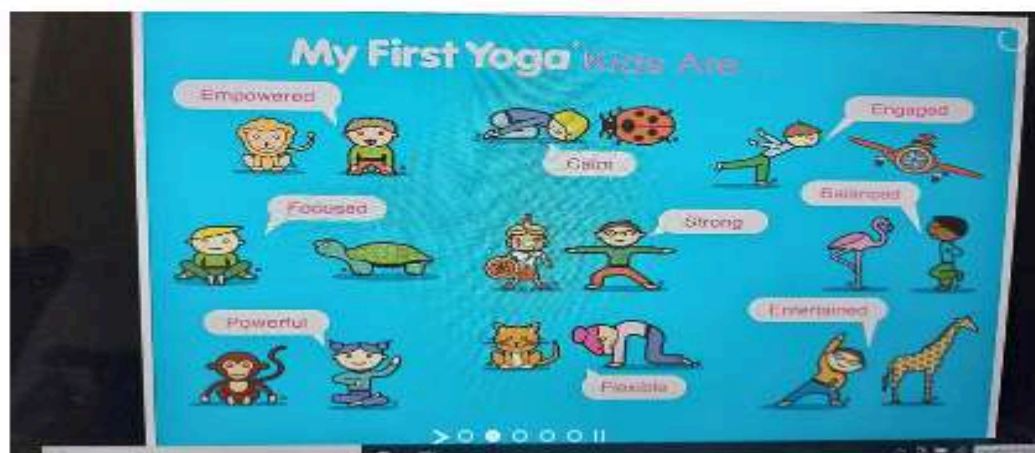 My First Yoga® Kids Are
Empowered
Calm
Engaged
Focused
Strong
Balanced
Powerful
Flexible
Entertained